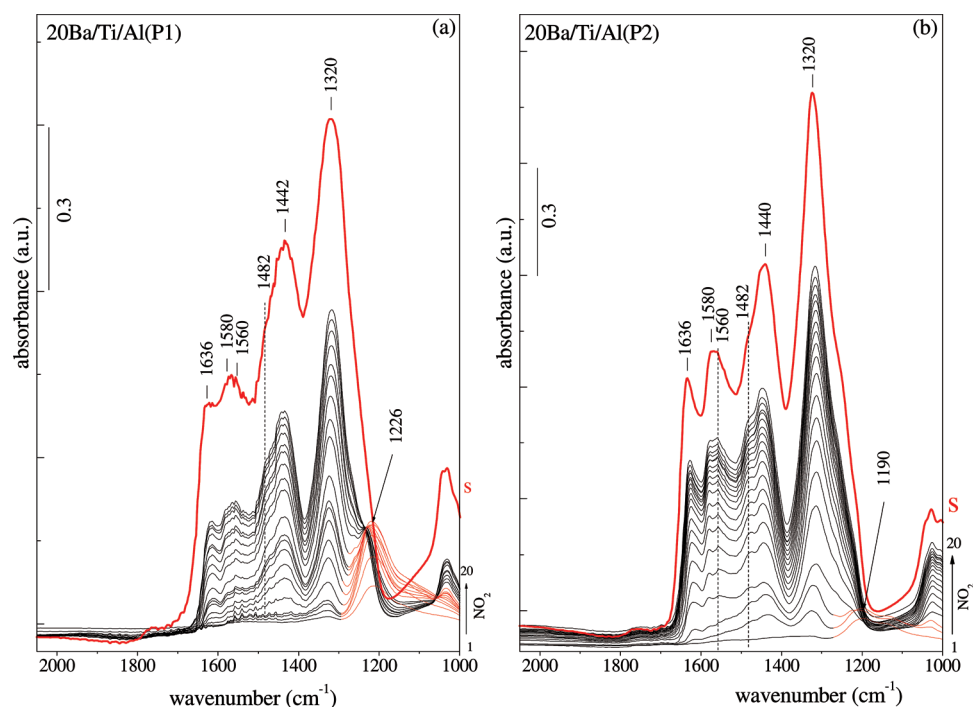 20Ba/Ti/Al(P1)
(a)
1320
1442
1482
1580
1560
1636
1226
0.3
absorbance (a.u.)
S
20
NO2
1
2000 1800 1600 1400 1200 1000
wavenumber (cm-1)
20Ba/Ti/Al(P2)
(b)
1320
1440
1482
1580
1560
1636
1190
0.3
absorbance (a.u.)
S
20
NO2
1
2000 1800 1600 1400 1200 1000
wavenumber (cm-1)